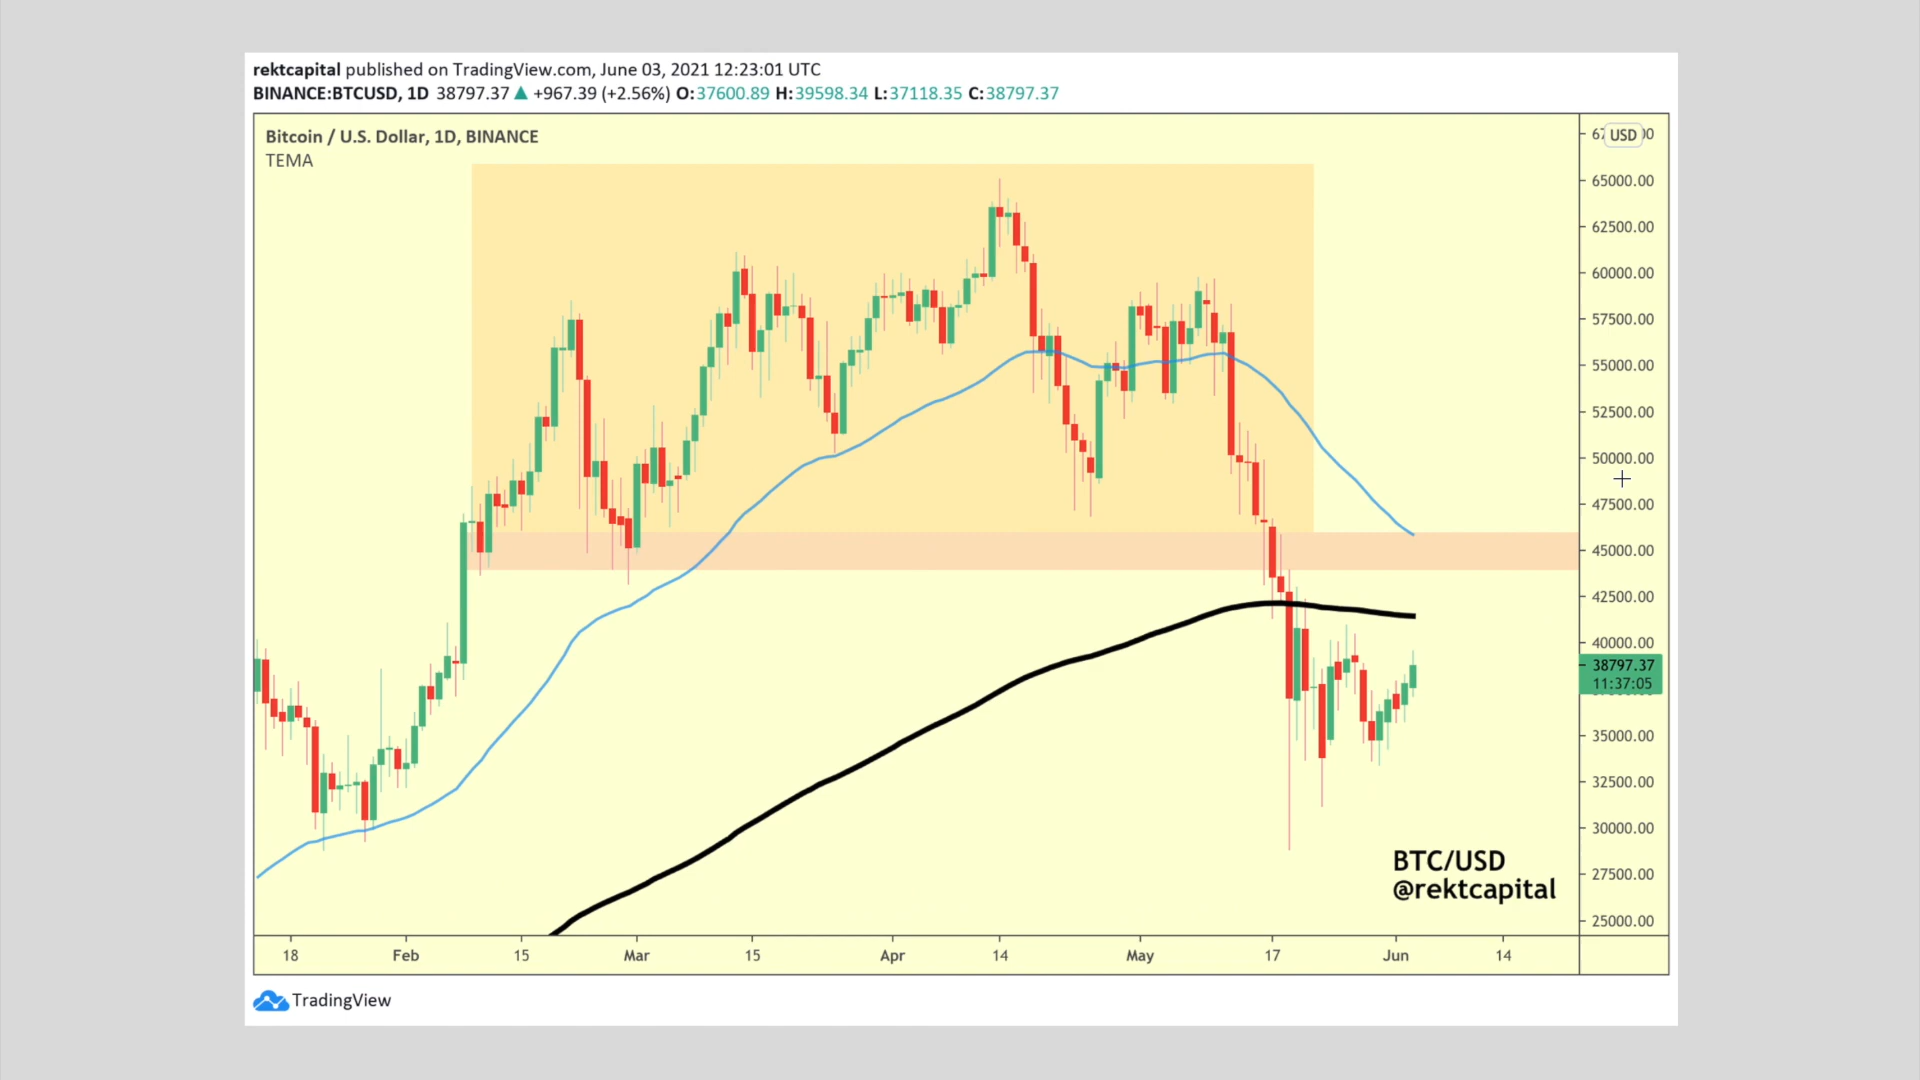 rektcapital published on TradingView.com, June 03, 2021 12:23:01 UTC
BINANCE:BTCUSD, 1D 38797.37 ▲ +967.39 (+2.56%) O:37600.89 H:39598.34 L:37118.35 C:38797.37
Bitcoin / U.S. Dollar, 1D, BINANCE
TEMA
USD
65000.00
62500.00
60000.00
57500.00
55000.00
52500.00
50000.00
47500.00
45000.00
42500.00
40000.00
38797.37
11:37:05
35000.00
32500.00
30000.00
27500.00
25000.00
BTC/USD
@rektcapital
18 Feb 15 Mar 15 Apr 14 May 17 Jun 14
TradingView